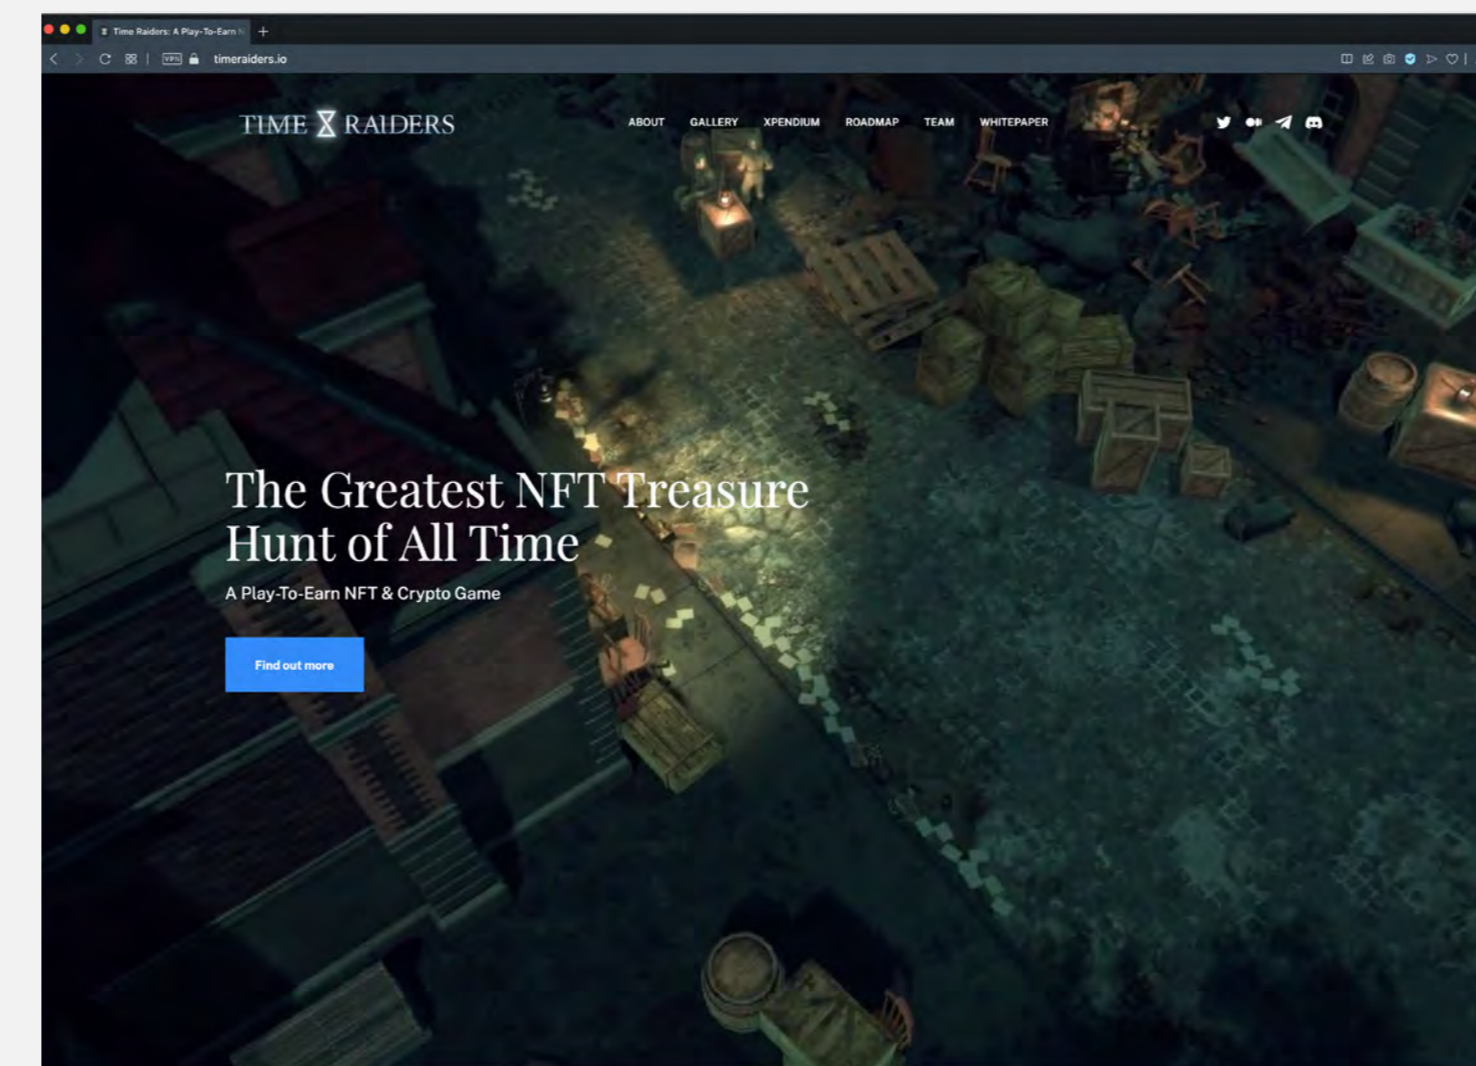 Time Raiders: A Play-To-Earn N
VPN timeraiders.io
TIME RAIDERS
ABOUT GALLERY XPENDIUM ROADMAP TEAM WHITEPAPER
The Greatest NFT Treasure
Hunt of All Time
A Play-To-Earn NFT & Crypto Game
Find out more